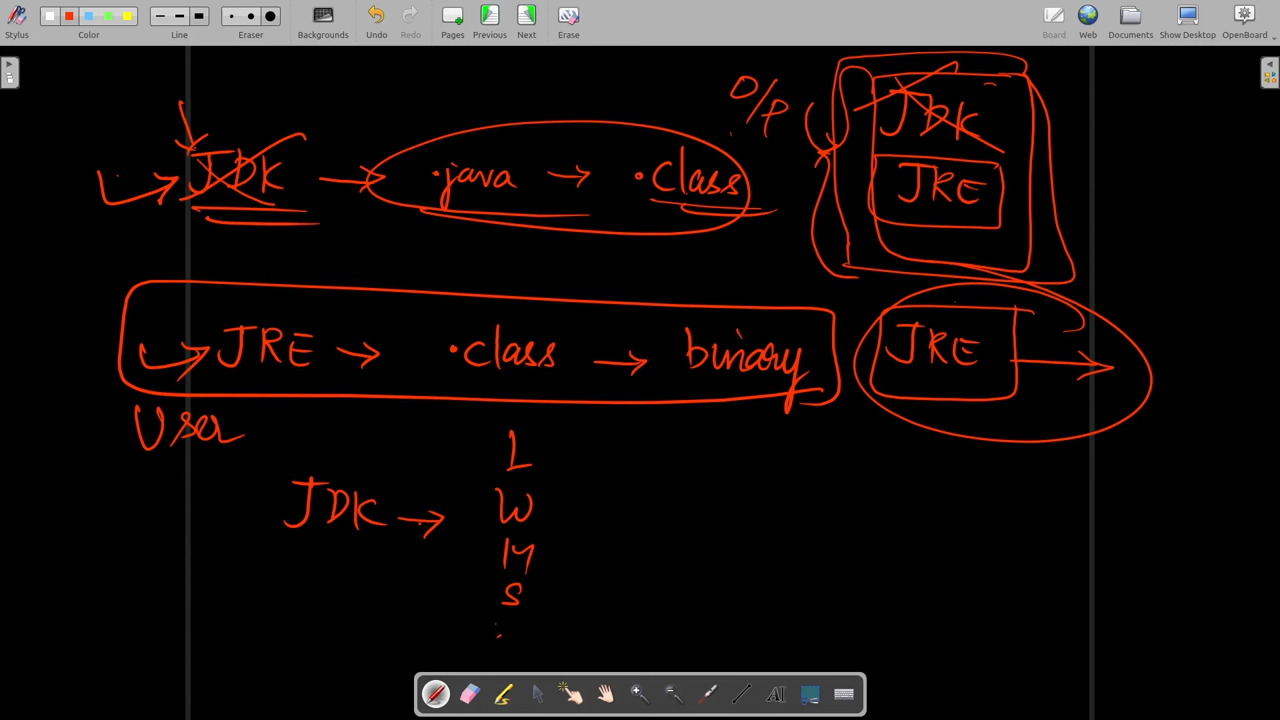 Stylus Color Line Eraser Backgrounds Undo Redo Pages Previous Next Erase Board Web Documents Show Desktop OpenBoard
O/P
JDK
JRE
JDK → .java → .class
JRE → .class → binary
JRE →
User
L
JDK → W
M
S
AI